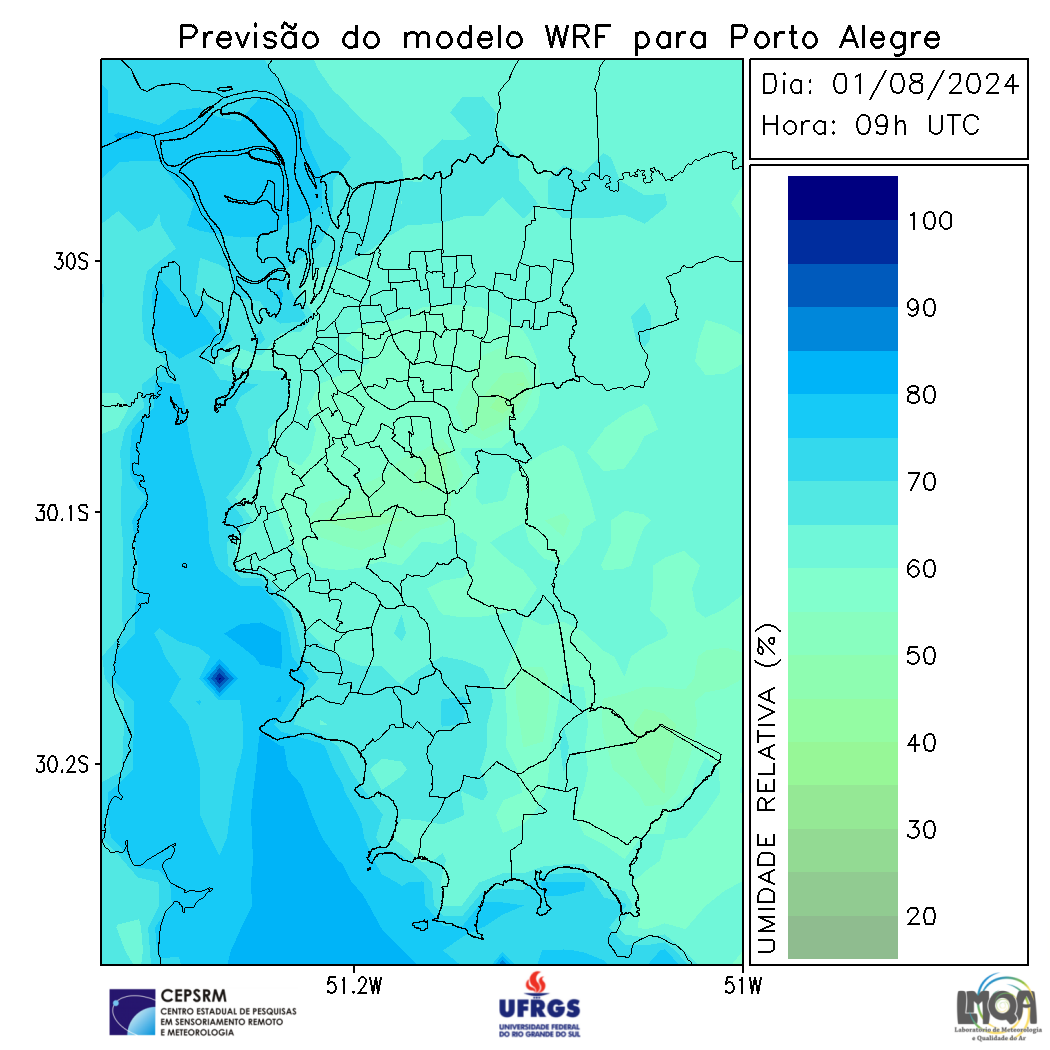 Previsão do modelo WRF para Porto Alegre
Dia: 01/08/2024
Hora: 09h UTC
30S
30.1S
30.2S
51.2W
51W
UMIDADE RELATIVA (%)
100
90
80
70
60
50
40
30
20
CEPSRM
CENTRO ESTADUAL DE PESQUISAS
EM SENSORIAMENTO REMOTO
E METEOROLOGIA
UFRGS
UNIVERSIDADE FEDERAL
DO RIO GRANDE DO SUL
LMQA
Laboratório de Meteorologia
e Qualidade do Ar